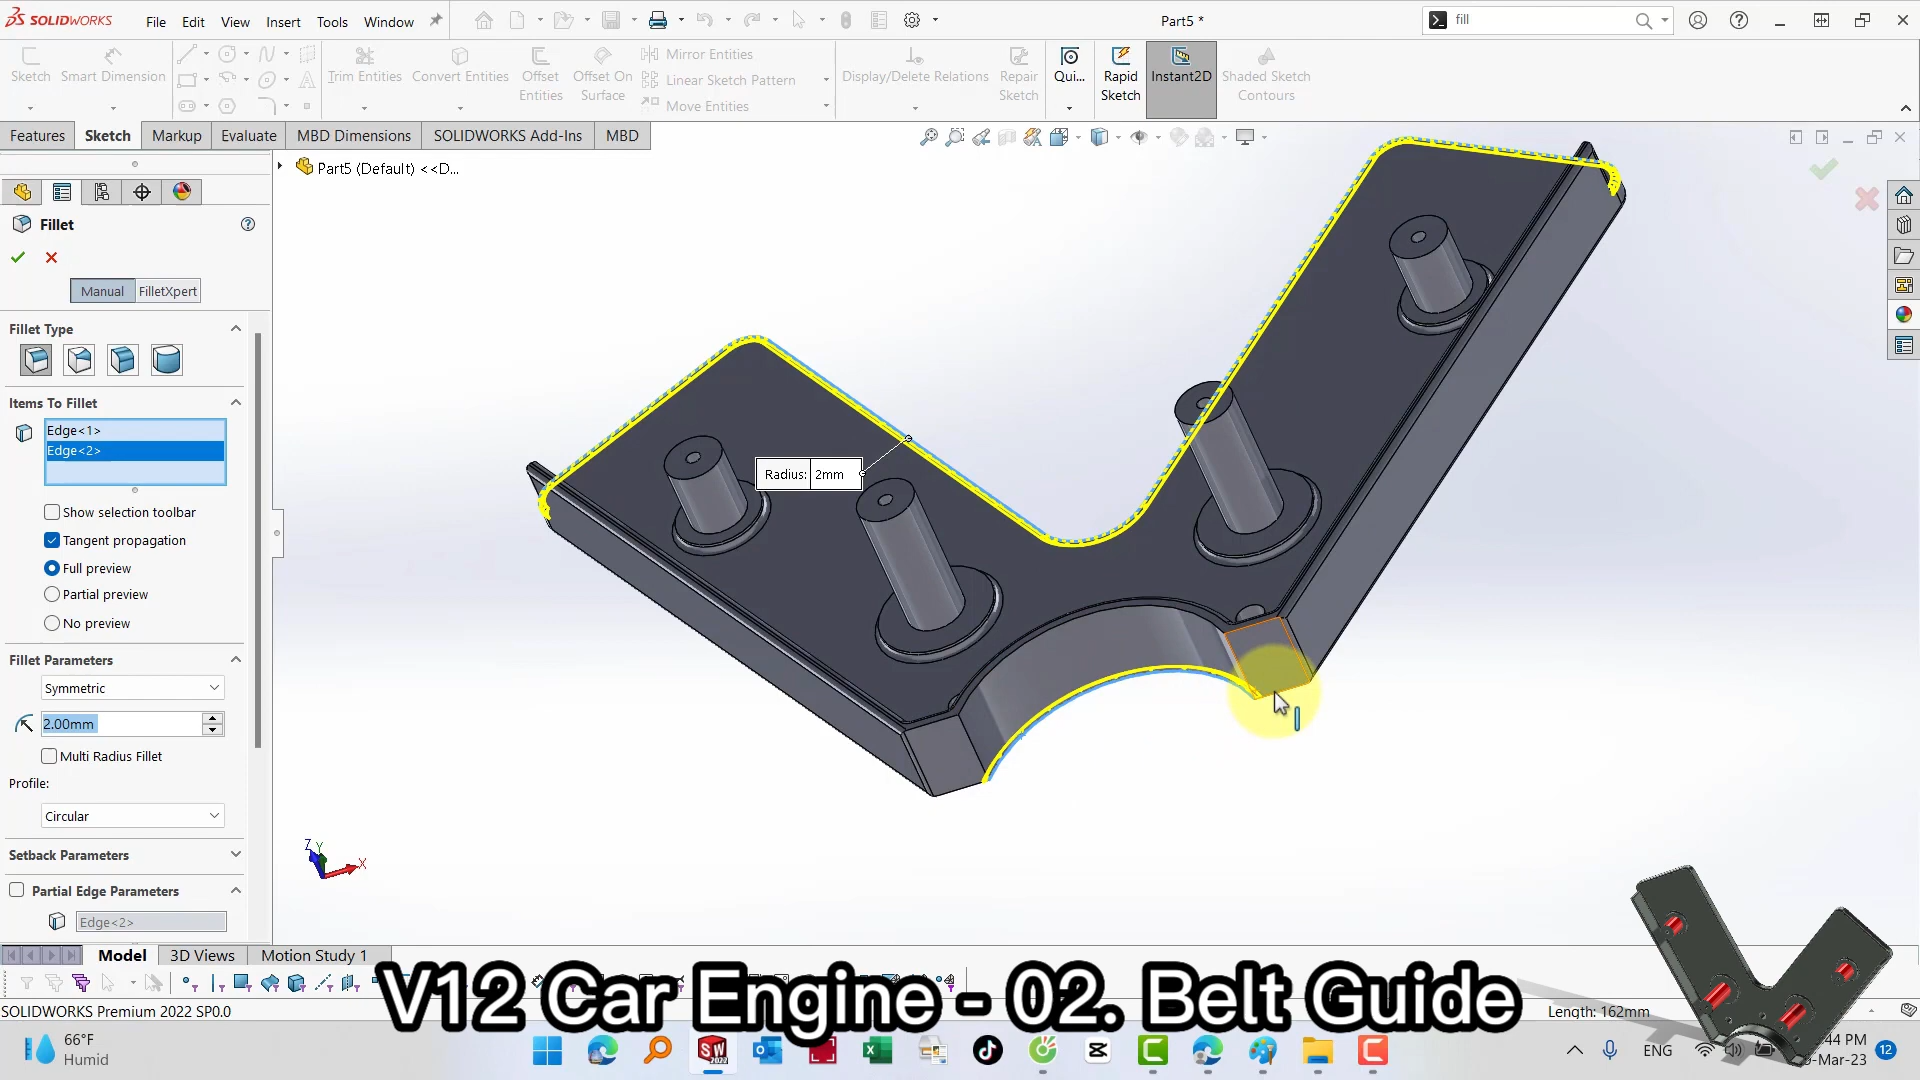 SOLIDWORKS File Edit View Insert Tools Window Part5 * fill
Sketch Smart Dimension Trim Entities Convert Entities Offset Entities Offset On Surface Mirror Entities Linear Sketch Pattern Move Entities Display/Delete Relations Repair Sketch Qui... Rapid Sketch Instant2D Shaded Sketch Contours
Features Sketch Markup Evaluate MBD Dimensions SOLIDWORKS Add-Ins MBD
Part5 (Default) <<D...
Fillet
Manual FilletXpert
Fillet Type
Items To Fillet
Edge<1>
Edge<2>
Radius: 2mm
Show selection toolbar
Tangent propagation
Full preview
Partial preview
No preview
Fillet Parameters
Symmetric
2.00mm
Multi Radius Fillet
Profile:
Circular
Setback Parameters
Partial Edge Parameters
Edge<2>
Z Y X
Model 3D Views Motion Study 1
V12 Car Engine - 02. Belt Guide
SOLIDWORKS Premium 2022 SP0.0 Length: 162mm
66°F
Humid
ENG
:44 PM
-Mar-23
12